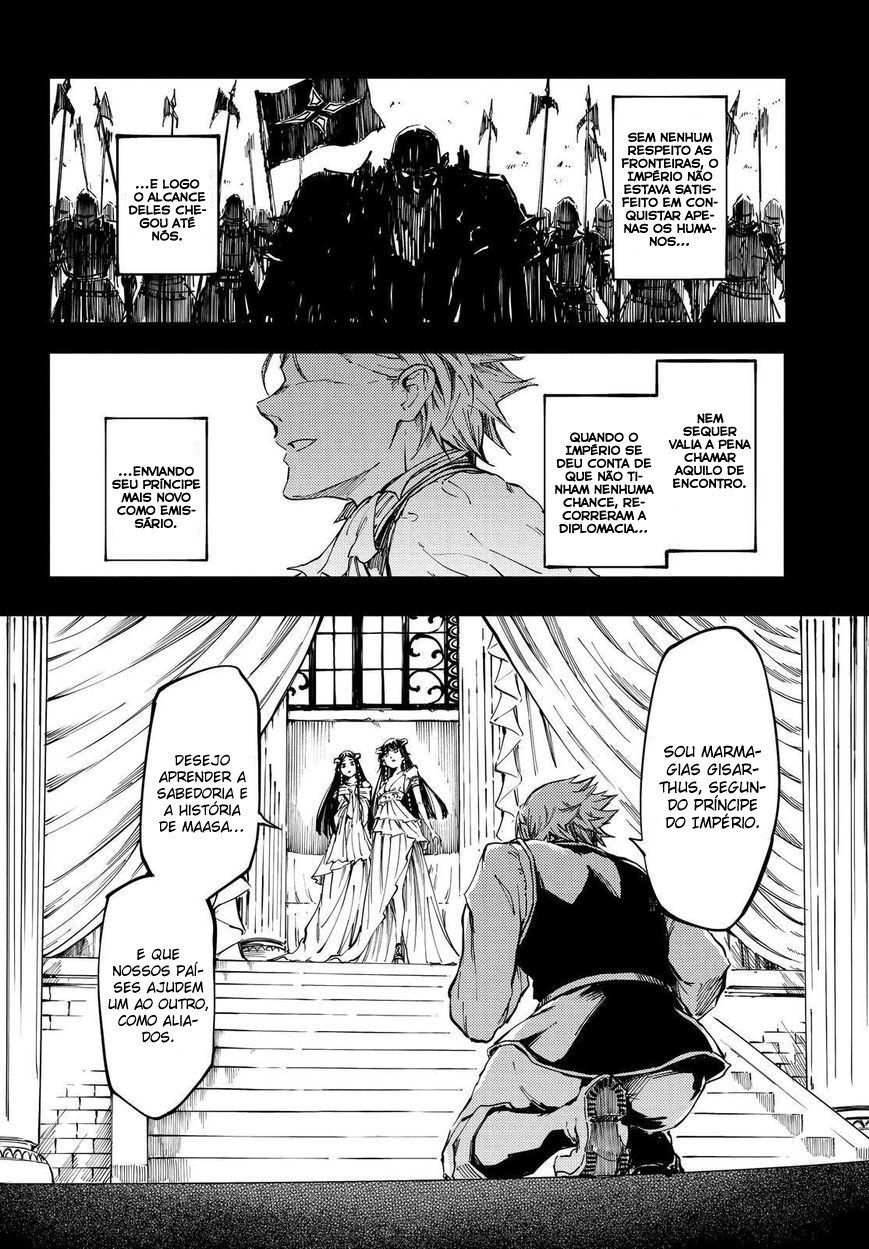 SEM NENHUM
RESPEITO AS
FRONTEIRAS, O
IMPÉRIO NÃO
ESTAVA SATIS-
FEITO EM CON-
QUISTAR APE-
NAS OS HUMA-
NOS...
...E LOGO
O ALCANCE
DELES CHE-
GOU ATÉ
NÓS.
NEM
SEQUER
VALIA A PENA
CHAMAR
AQUILO DE
ENCONTRO.
QUANDO O
IMPÉRIO SE
DEU CONTA DE
QUE NÃO TI-
NHAM NENHUMA
CHANCE, RE-
CORRERAM A
DIPLOMACIA...
...ENVIANDO
SEU PRÍNCIPE
MAIS NOVO
COMO EMIS-
SÁRIO.
SOU MARMA-
GIAS GISAR-
THUS, SEGUN-
DO PRÍNCIPE
DO IMPÉRIO.
DESEJO
APRENDER A
SABEDORIA
E A HISTÓRIA
DE MAASA...
E QUE
NOSSOS PAÍ-
SES AJUDEM
UM AO OUTRO,
COMO ALIA-
DOS.